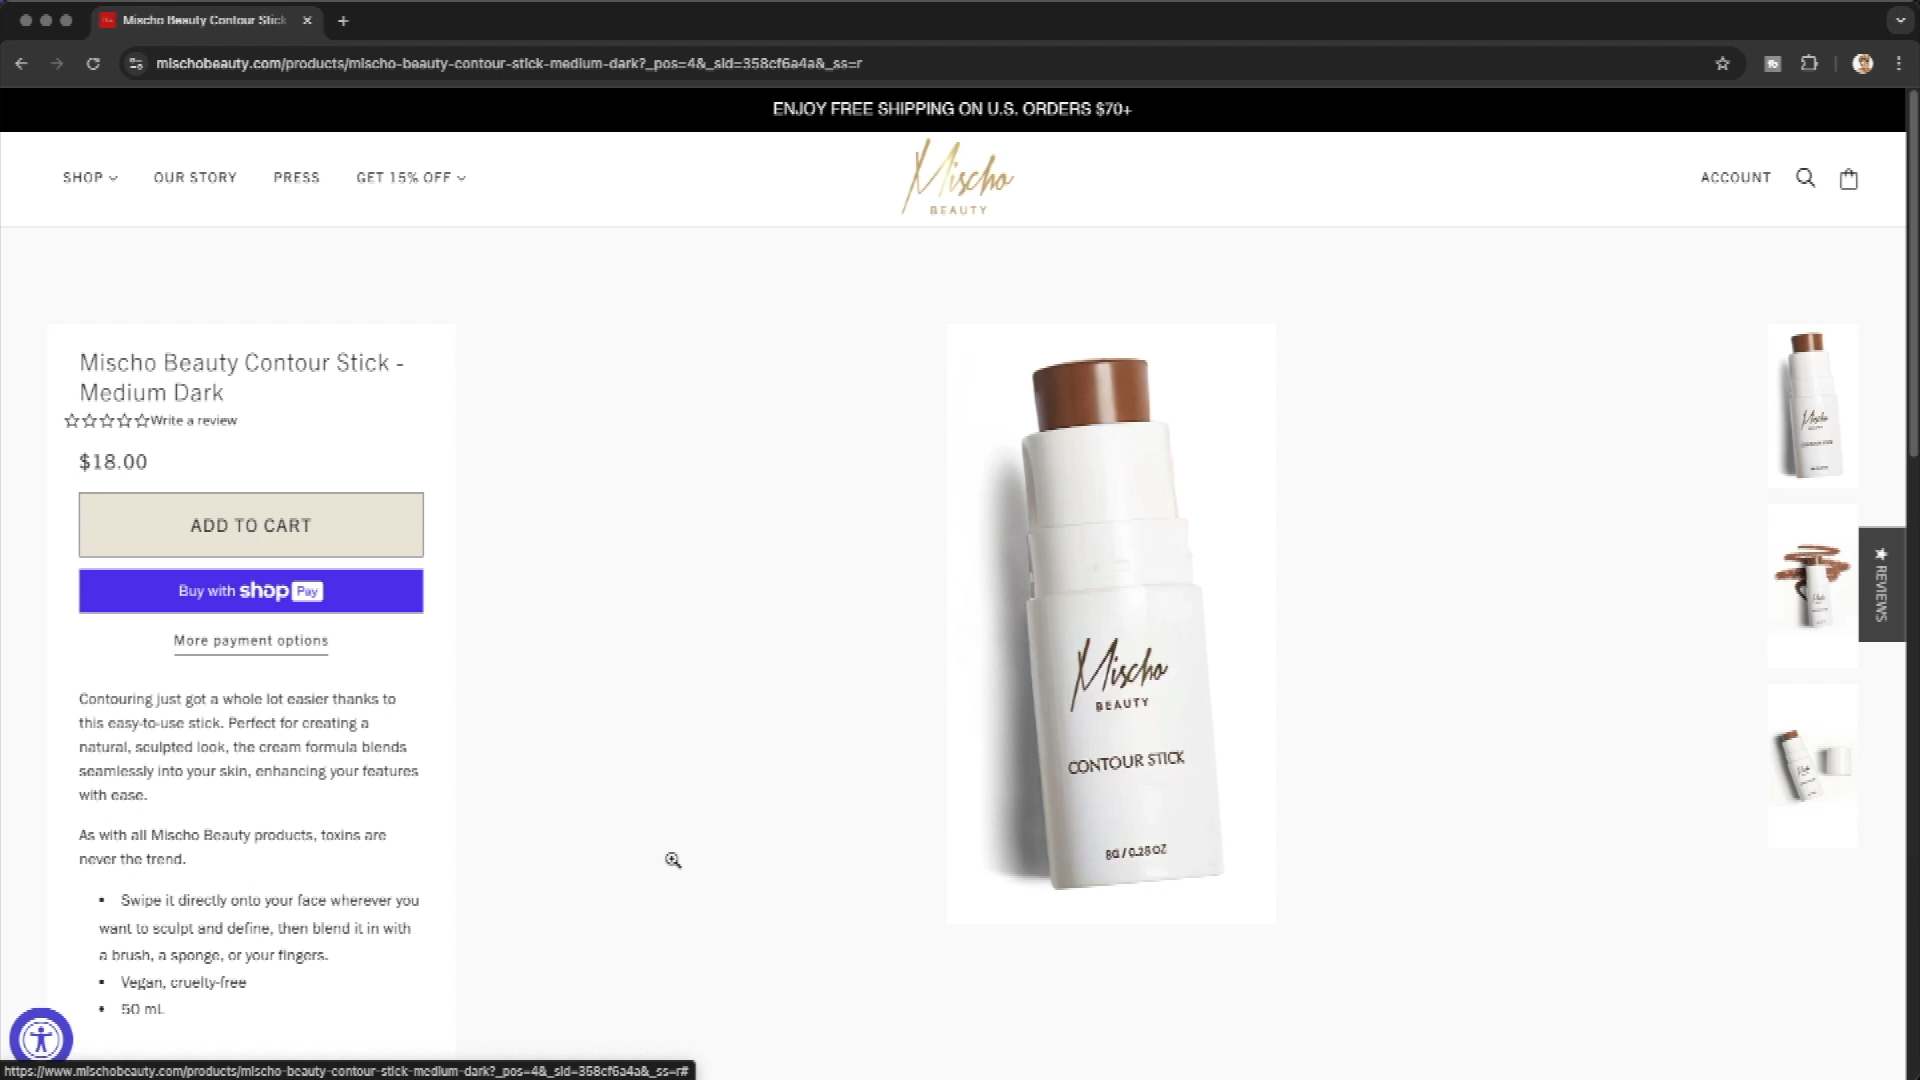 Mischo Beauty Contour Stick
mischobeauty.com/products/mischo-beauty-contour-stick-medium-dark?_pos=4&_sid=358cf6a4a&_ss=r
ENJOY FREE SHIPPING ON U.S. ORDERS $70+
SHOP
OUR STORY
PRESS
GET 15% OFF
Mischo
BEAUTY
ACCOUNT
Mischo Beauty Contour Stick -
Medium Dark
Write a review
$18.00
ADD TO CART
Buy with shop Pay
More payment options
Contouring just got a whole lot easier thanks to
this easy-to-use stick. Perfect for creating a
natural, sculpted look, the cream formula blends
seamlessly into your skin, enhancing your features
with ease.
As with all Mischo Beauty products, toxins are
never the trend.
• Swipe it directly onto your face wherever you
want to sculpt and define, then blend it in with
a brush, a sponge, or your fingers.
• Vegan, cruelty-free
• 50 mL
Mischo
BEAUTY
CONTOUR STICK
8G / 0.28 OZ
★ REVIEWS
https://www.mischobeauty.com/products/mischo-beauty-contour-stick-medium-dark?_pos=4&_sid=358cf6a4a&_ss=r#